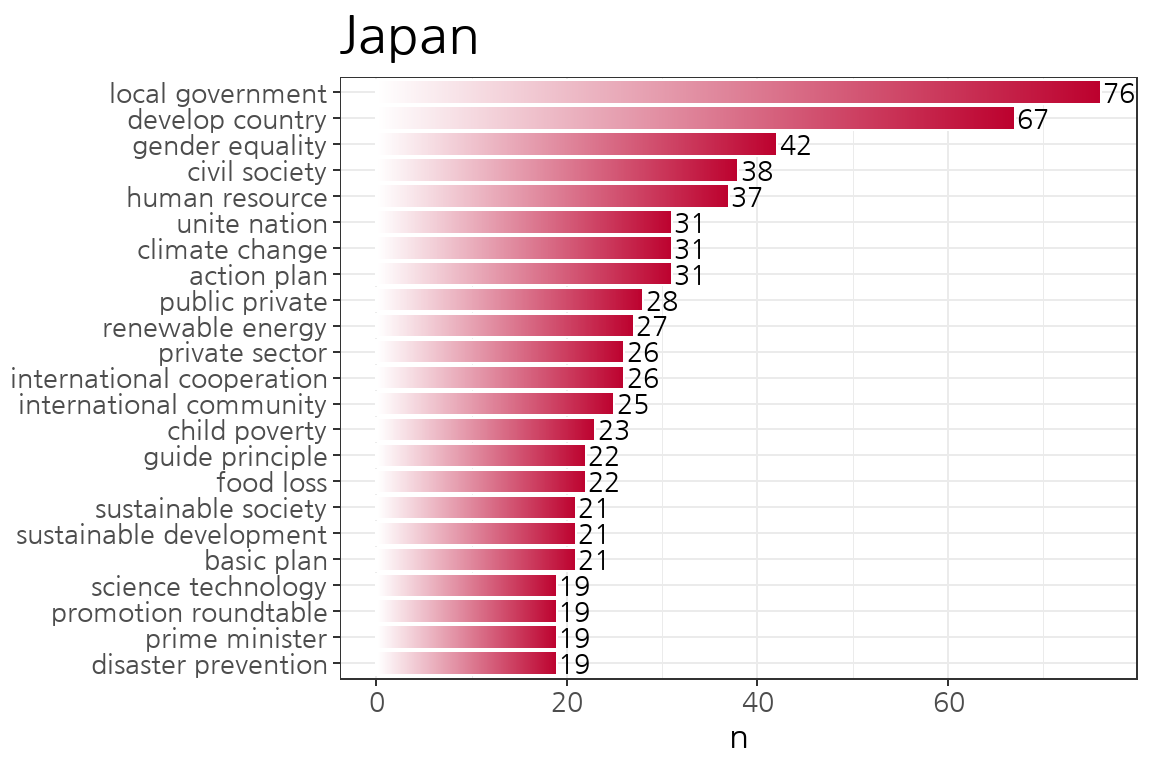 Japan
local government 76
develop country 67
gender equality 42
civil society 38
human resource 37
unite nation 31
climate change 31
action plan 31
public private 28
renewable energy 27
private sector 26
international cooperation 26
international community 25
child poverty 23
guide principle 22
food loss 22
sustainable society 21
sustainable development 21
basic plan 21
science technology 19
promotion roundtable 19
prime minister 19
disaster prevention 19
0 20 40 60
n